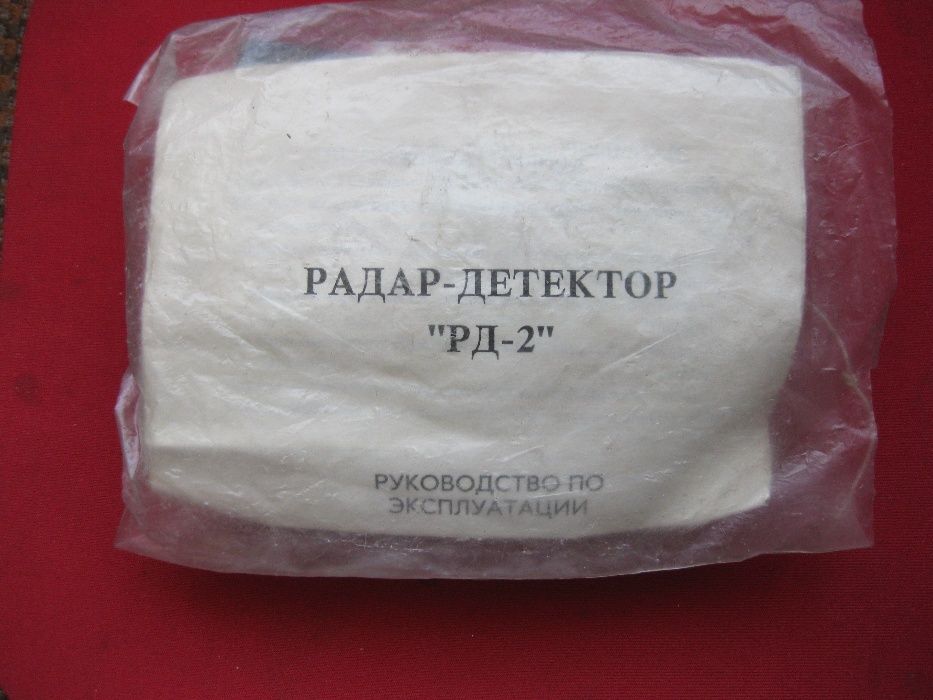 РАДАР-ДЕТЕКТОР
"РД-2"
РУКОВОДСТВО ПО
ЭКСПЛУАТАЦИИ